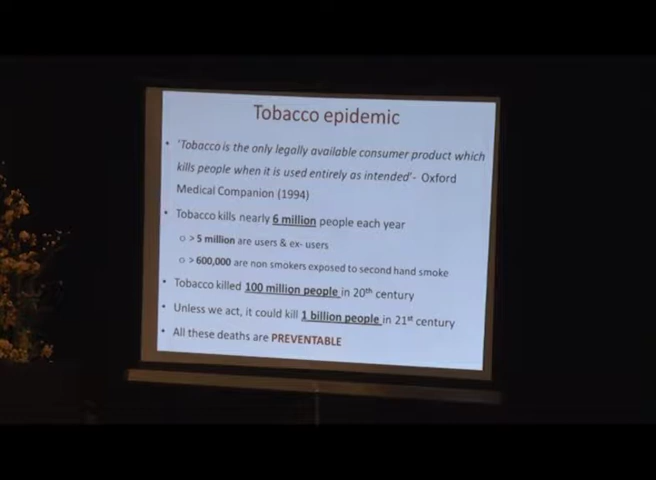 Tobacco epidemic
• 'Tobacco is the only legally available consumer product which
kills people when it is used entirely as intended'- Oxford
Medical Companion (1994)
• Tobacco kills nearly 6 million people each year
o > 5 million are users & ex- users
o > 600,000 are non smokers exposed to second hand smoke
• Tobacco killed 100 million people in 20th century
• Unless we act, it could kill 1 billion people in 21st century
• All these deaths are PREVENTABLE